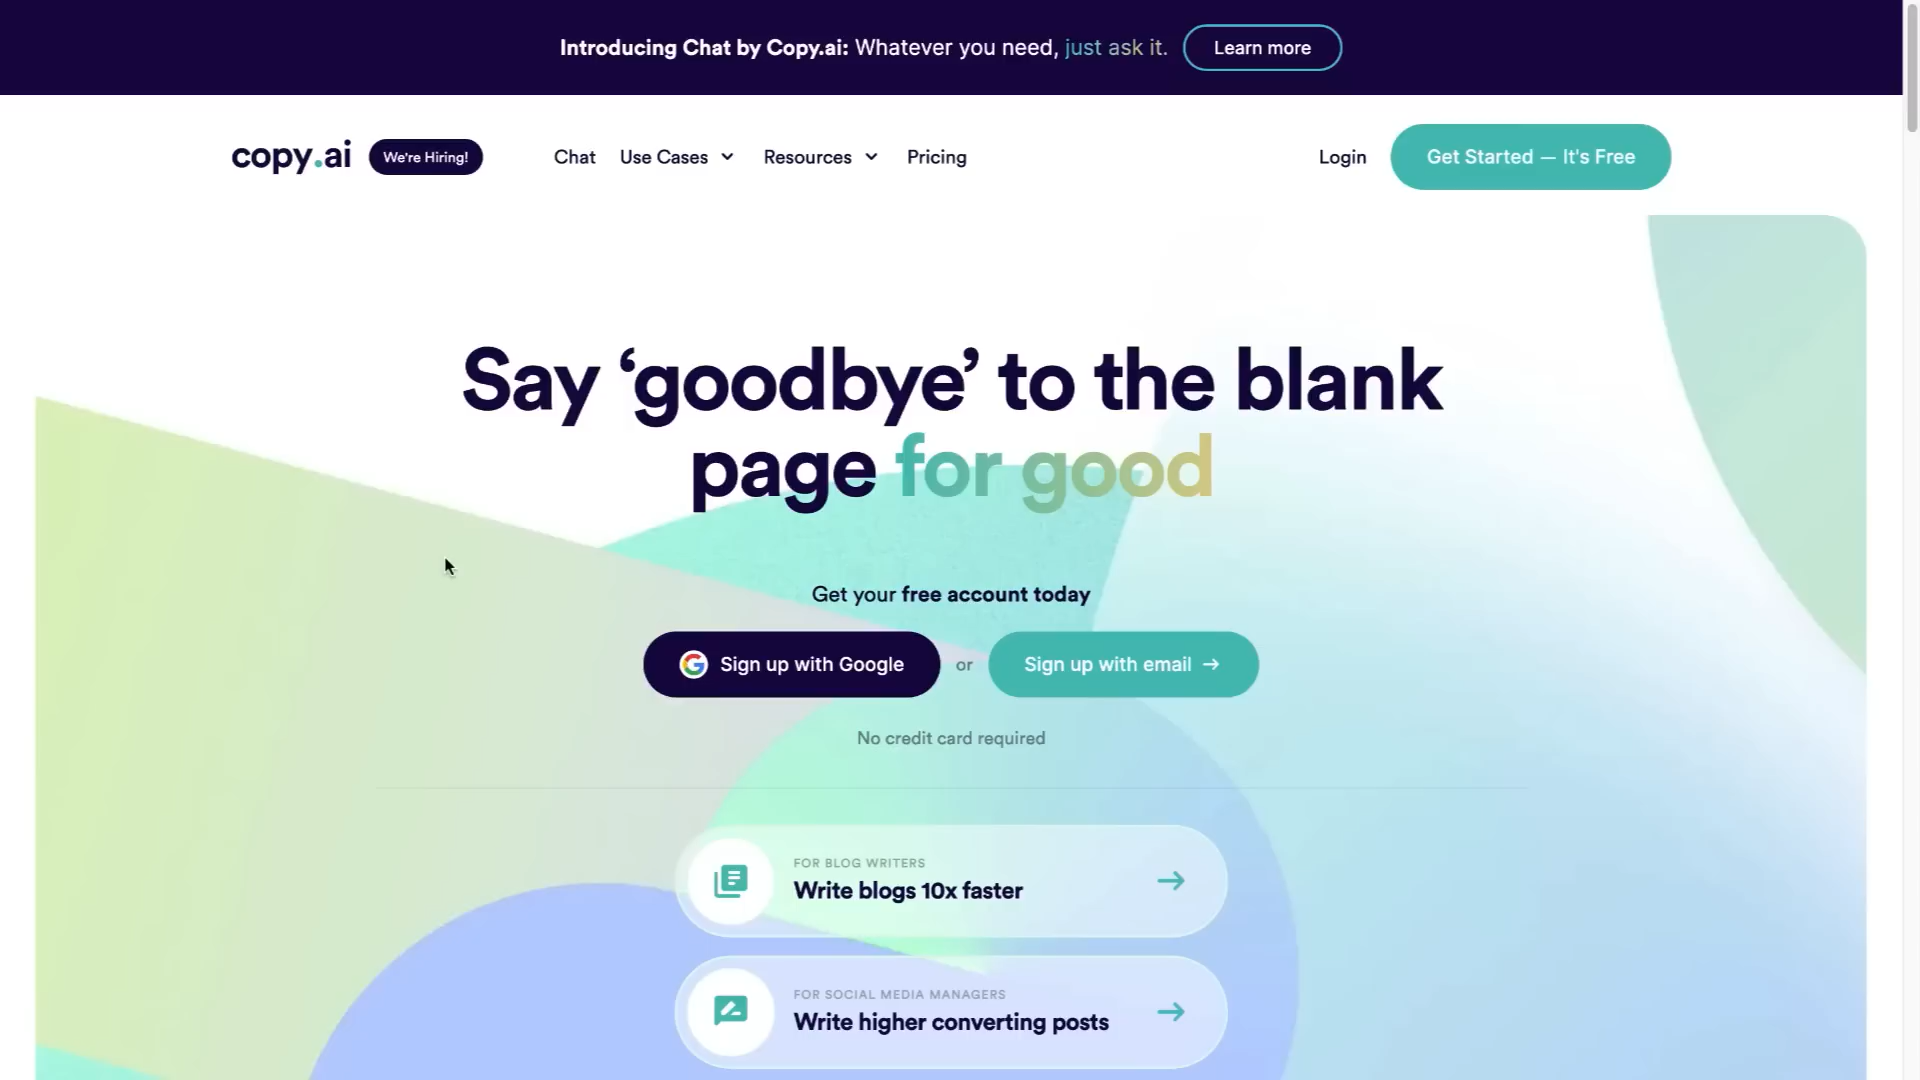 Introducing Chat by Copy.ai: Whatever you need, just ask it. Learn more
copy.ai We're Hiring! Chat Use Cases Resources Pricing Login Get Started — It's Free
Say ‘goodbye’ to the blank
page for good
Get your free account today
Sign up with Google or Sign up with email →
No credit card required
FOR BLOG WRITERS
Write blogs 10x faster
FOR SOCIAL MEDIA MANAGERS
Write higher converting posts